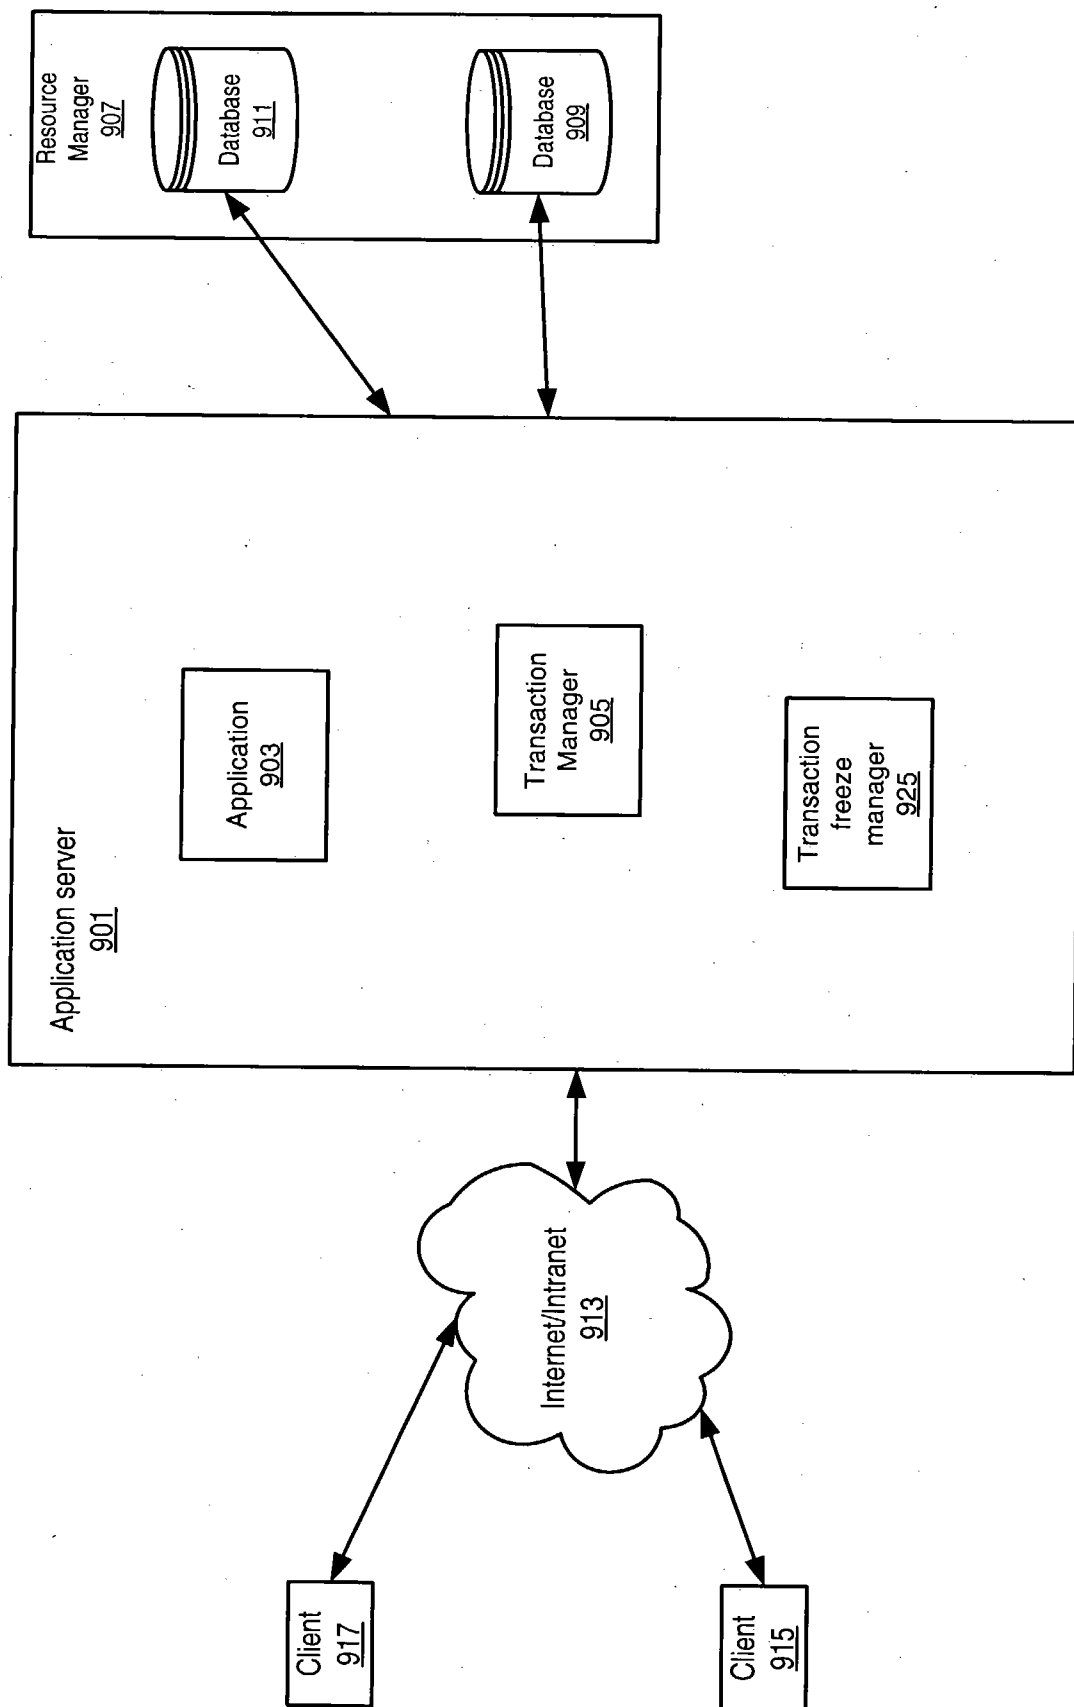 Client
917
Client
915
Internet/Intranet
913
Application server
901
Application
903
Transaction
Manager
905
Transaction
freeze
manager
925
Resource
Manager
907
Database
911
Database
909